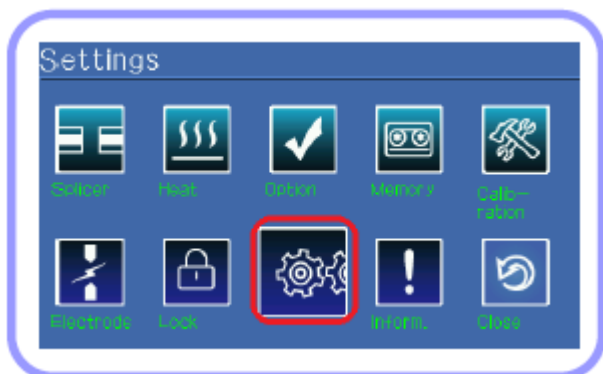 Settings
Splicer Heat Option Memory Calib-
ration
Electrode Lock Inform. Close